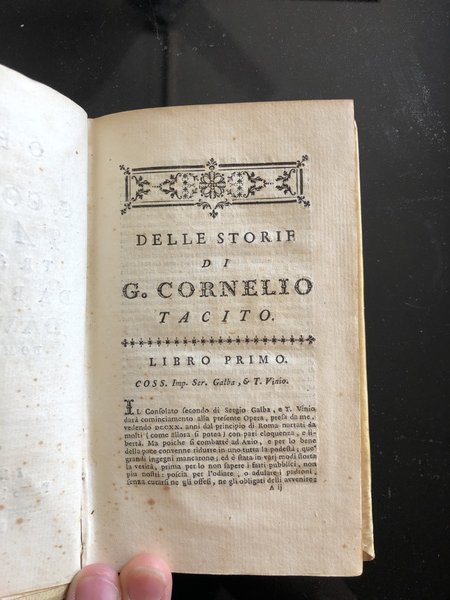 DELLE STORIE
DI
G. CORNELIO
TACITO.
LIBRO PRIMO.
COSS. Imp. Ser. Galba, & T. Vinio.
IL Consolato secondo di Sergio Galba, e T. Vinio
darà cominciamento alla presente Opera, presa da me,
vedendo DCCXX. anni dal principio di Roma narrati da
molti (come allora si potea) con pari eloquenza, e li-
bertà. Ma poichè si combattè ad Azio, e per lo bene
della pace convenne ridurre in uno tutta la podestà; que'
grandi ingegni mancarono; ed è stata in varj modi storta
la verità, prima per lo non sapere i fatti pubblici, non
più nostri: poscia per l'odiare, o adulare i padroni,
senza curarsi nè gli offesi, nè gli obligati delli avvenire
A ij